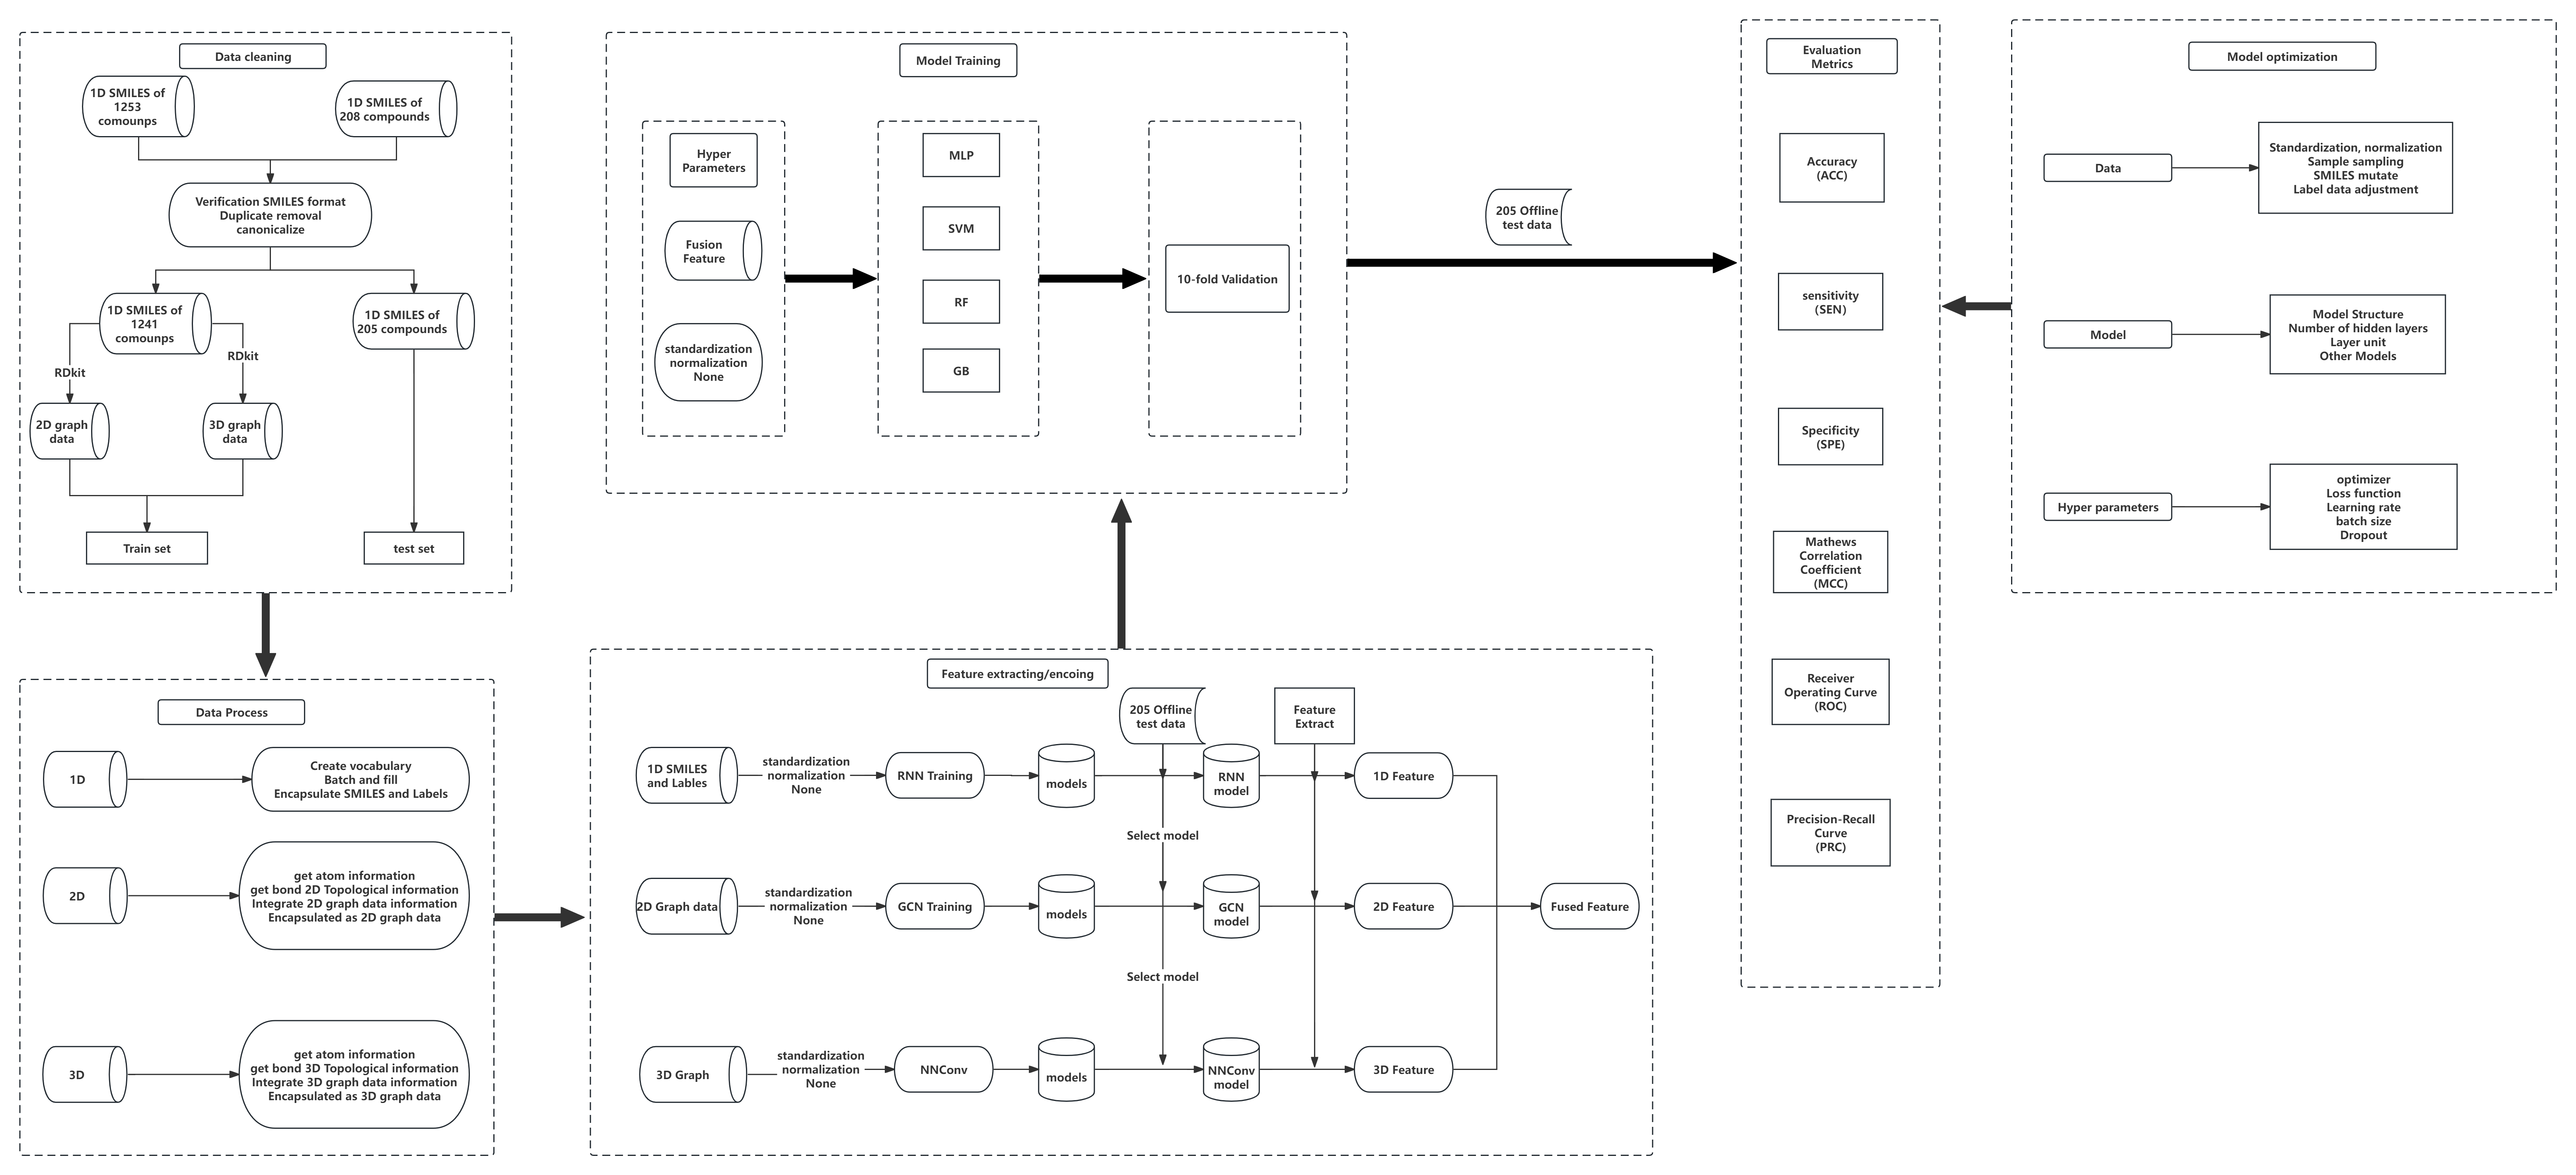 Data cleaning
1D SMILES of
1253
comounps
1D SMILES of
208 compounds
Verification SMILES format
Duplicate removal
canonicalize
1D SMILES of
1241
comounps
1D SMILES of
205 compounds
RDkit
RDkit
2D graph
data
3D graph
data
Train set
test set
Data Process
1D
Create vocabulary
Batch and fill
Encapsulate SMILES and Labels
2D
get atom information
get bond 2D Topological information
Integrate 2D graph data information
Encapsulated as 2D graph data
3D
get atom information
get bond 3D Topological information
Integrate 3D graph data information
Encapsulated as 3D graph data
Feature extracting/encoing
205 Offline
test data
Feature
Extract
1D SMILES
and Lables
standardization
normalization
None
RNN Training
models
RNN
model
1D Feature
Select model
2D Graph data
standardization
normalization
None
GCN Training
models
GCN
model
2D Feature
Fused Feature
Select model
3D Graph
standardization
normalization
None
NNConv
models
NNConv
model
3D Feature
Model Training
Hyper
Parameters
Fusion
Feature
standardization
normalization
None
MLP
SVM
RF
GB
10-fold Validation
205 Offline
test data
Evaluation
Metrics
Accuracy
(ACC)
sensitivity
(SEN)
Specificity
(SPE)
Mathews
Correlation
Coefficient
(MCC)
Receiver
Operating Curve
(ROC)
Precision-Recall
Curve
(PRC)
Model optimization
Data
Standardization, normalization
Sample sampling
SMILES mutate
Label data adjustment
Model
Model Structure
Number of hidden layers
Layer unit
Other Models
Hyper parameters
optimizer
Loss function
Learning rate
batch size
Dropout